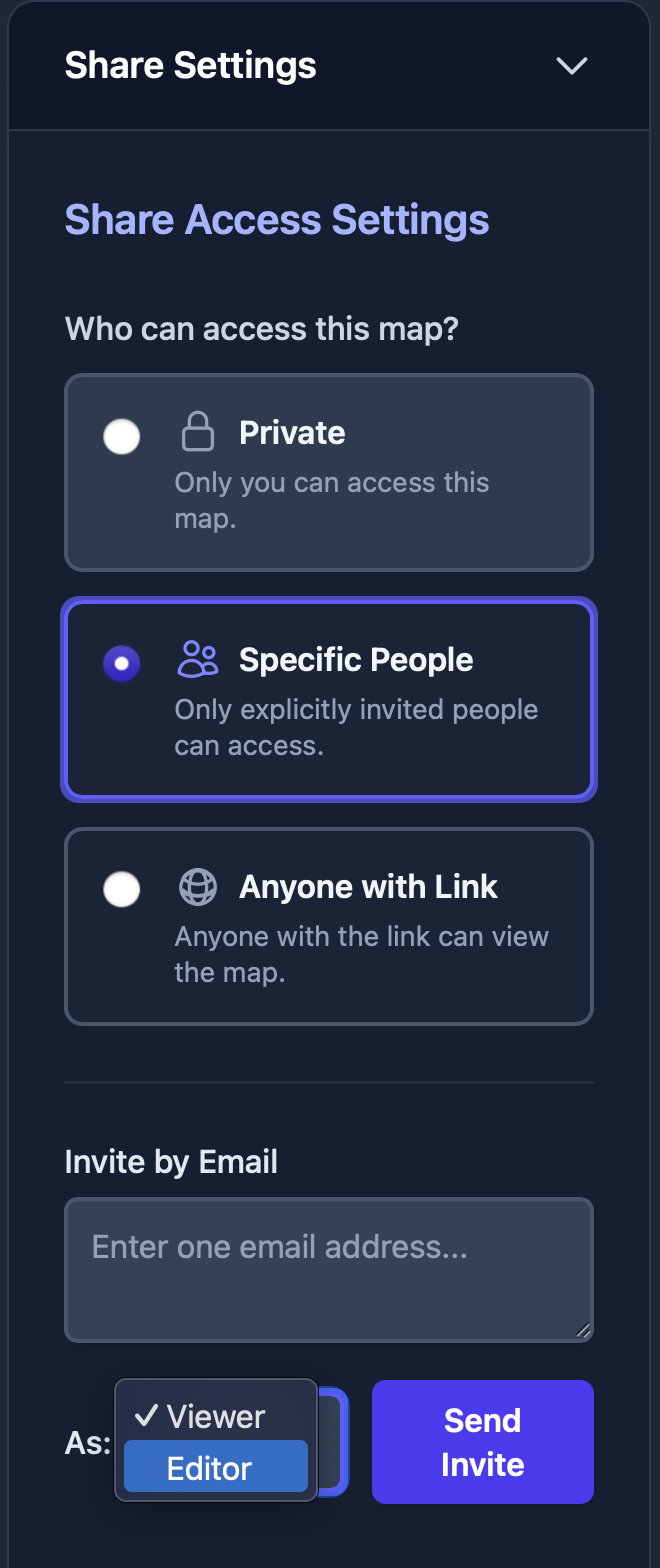 Share Settings
Share Access Settings
Who can access this map?
Private
Only you can access this
map.
Specific People
Only explicitly invited people
can access.
Anyone with Link
Anyone with the link can view
the map.
Invite by Email
Enter one email address...
As:
✓ Viewer
Editor
Send
Invite